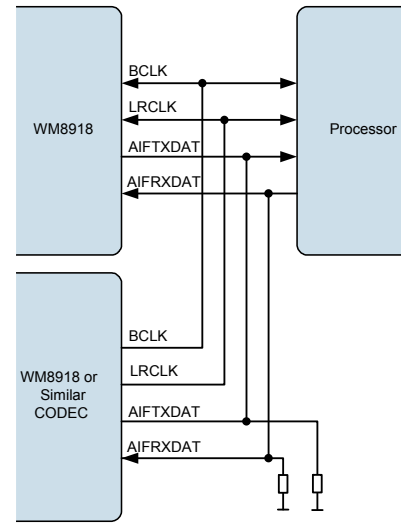 BCLK
LRCLK
WM8918
Processor
AIFTXDAT
AIFRXDAT
BCLK
LRCLK
WM8918 or
Similar
CODEC
AIFTXDAT
AIFRXDAT